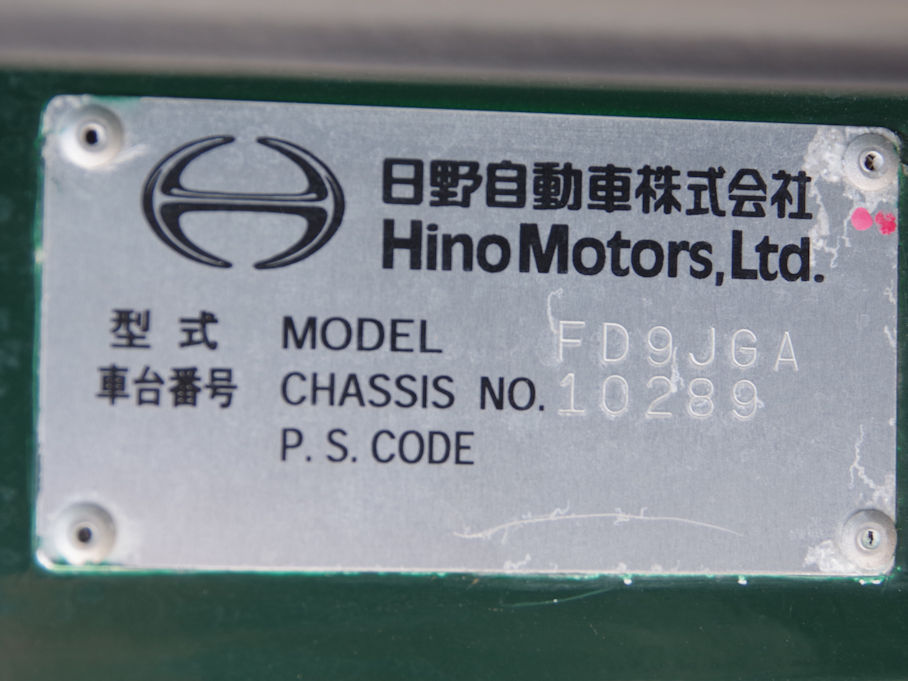 日野自動車株式会社
Hino Motors, Ltd.
型式 MODEL FD9JGA
車台番号 CHASSIS NO. 10289
P. S. CODE